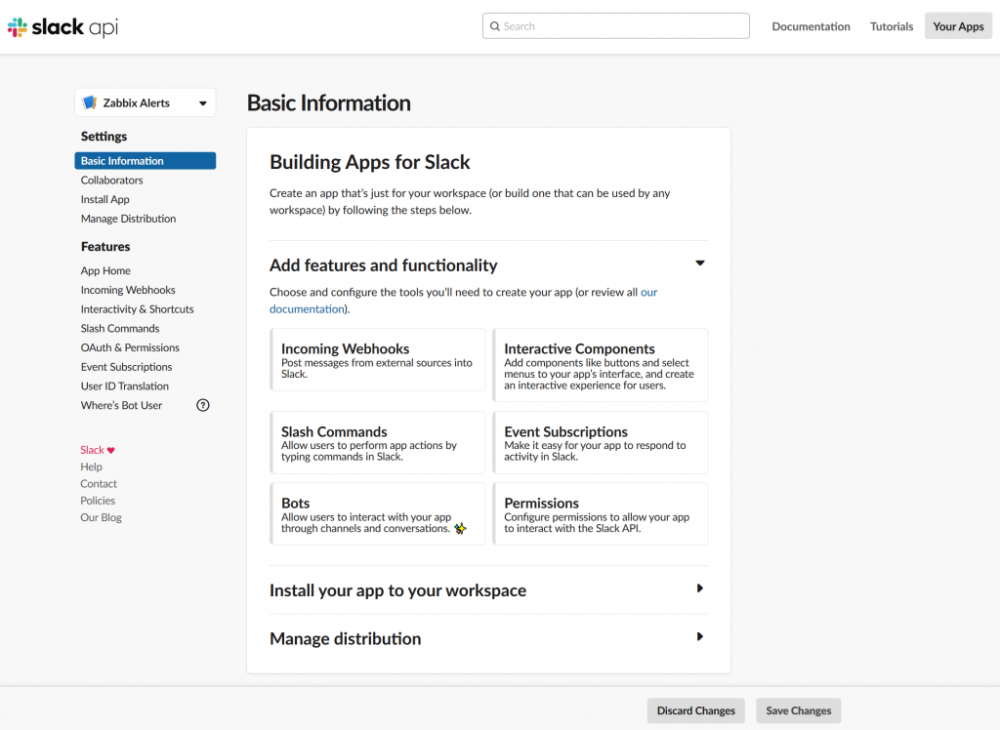 slack api
Search
Documentation
Tutorials
Your Apps
Zabbix Alerts
Settings
Basic Information
Collaborators
Install App
Manage Distribution
Features
App Home
Incoming Webhooks
Interactivity & Shortcuts
Slash Commands
OAuth & Permissions
Event Subscriptions
User ID Translation
Where's Bot User
?
Slack ♥
Help
Contact
Policies
Our Blog
Basic Information
Building Apps for Slack
Create an app that's just for your workspace (or build one that can be used by any
workspace) by following the steps below.
Add features and functionality
Choose and configure the tools you'll need to create your app (or review all our
documentation).
Incoming Webhooks
Post messages from external sources into
Slack.
Interactive Components
Add components like buttons and select
menus to your app's interface, and create
an interactive experience for users.
Slash Commands
Allow users to perform app actions by
typing commands in Slack.
Event Subscriptions
Make it easy for your app to respond to
activity in Slack.
Bots
Allow users to interact with your app
through channels and conversations.
Permissions
Configure permissions to allow your app
to interact with the Slack API.
Install your app to your workspace
Manage distribution
Discard Changes
Save Changes